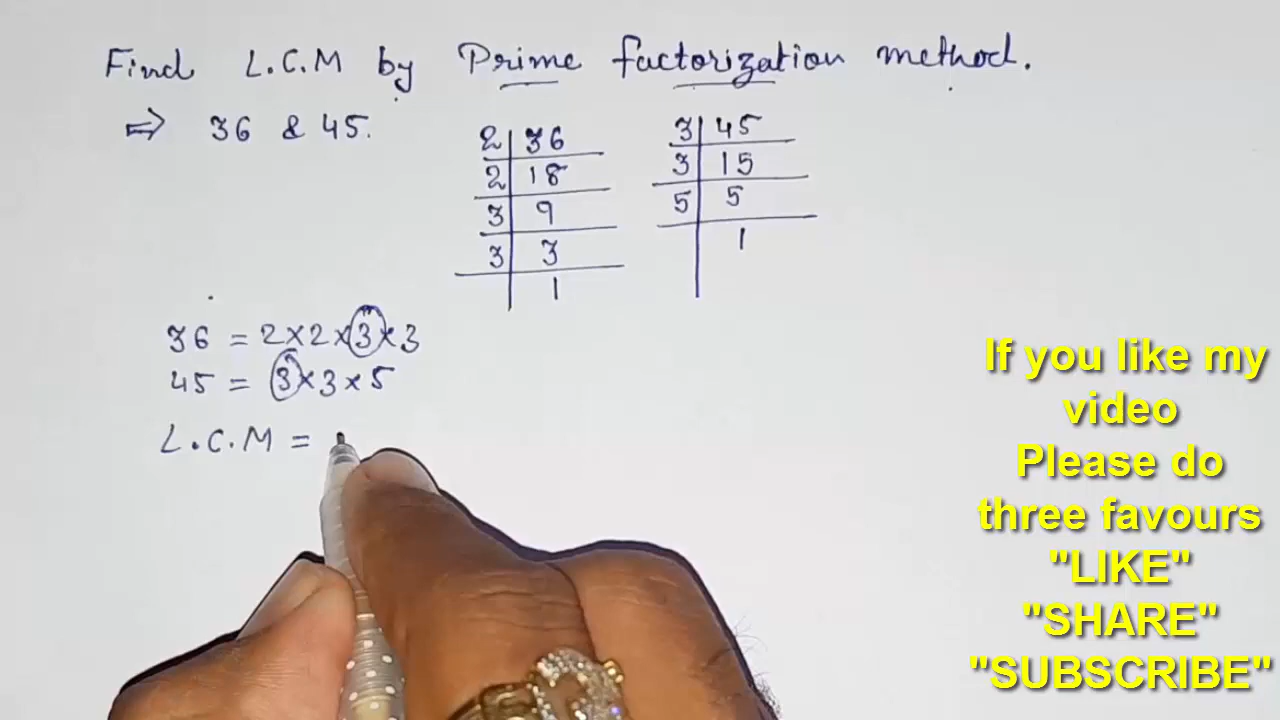 Find L.C.M by Prime factorization method.
⇒ 36 & 45.
2 | 36
2 | 18
3 | 9
3 | 3
1
3 | 45
3 | 15
5 | 5
1
36 = 2×2×3×3
45 = 3×3×5
L.C.M =
If you like my
video
Please do
three favours
"LIKE"
"SHARE"
"SUBSCRIBE"